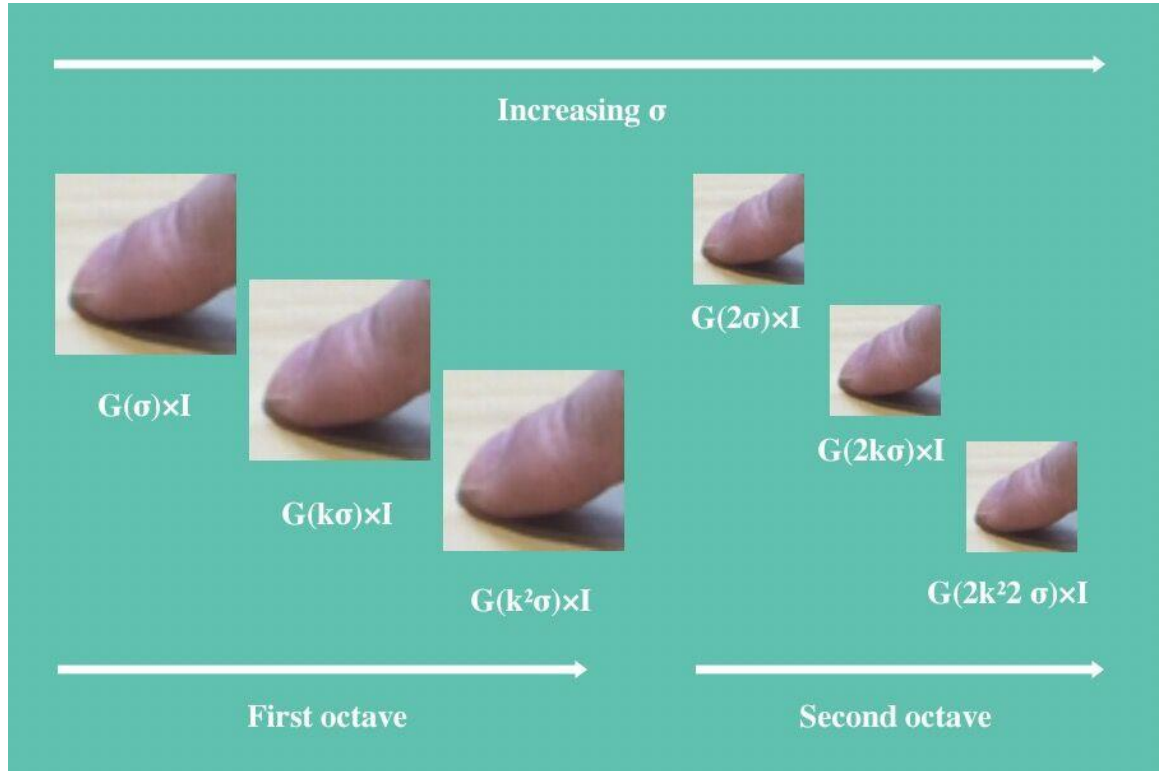 Increasing σ
G(σ)×I
G(kσ)×I
G(k²σ)×I
G(2σ)×I
G(2kσ)×I
G(2k²2 σ)×I
First octave
Second octave